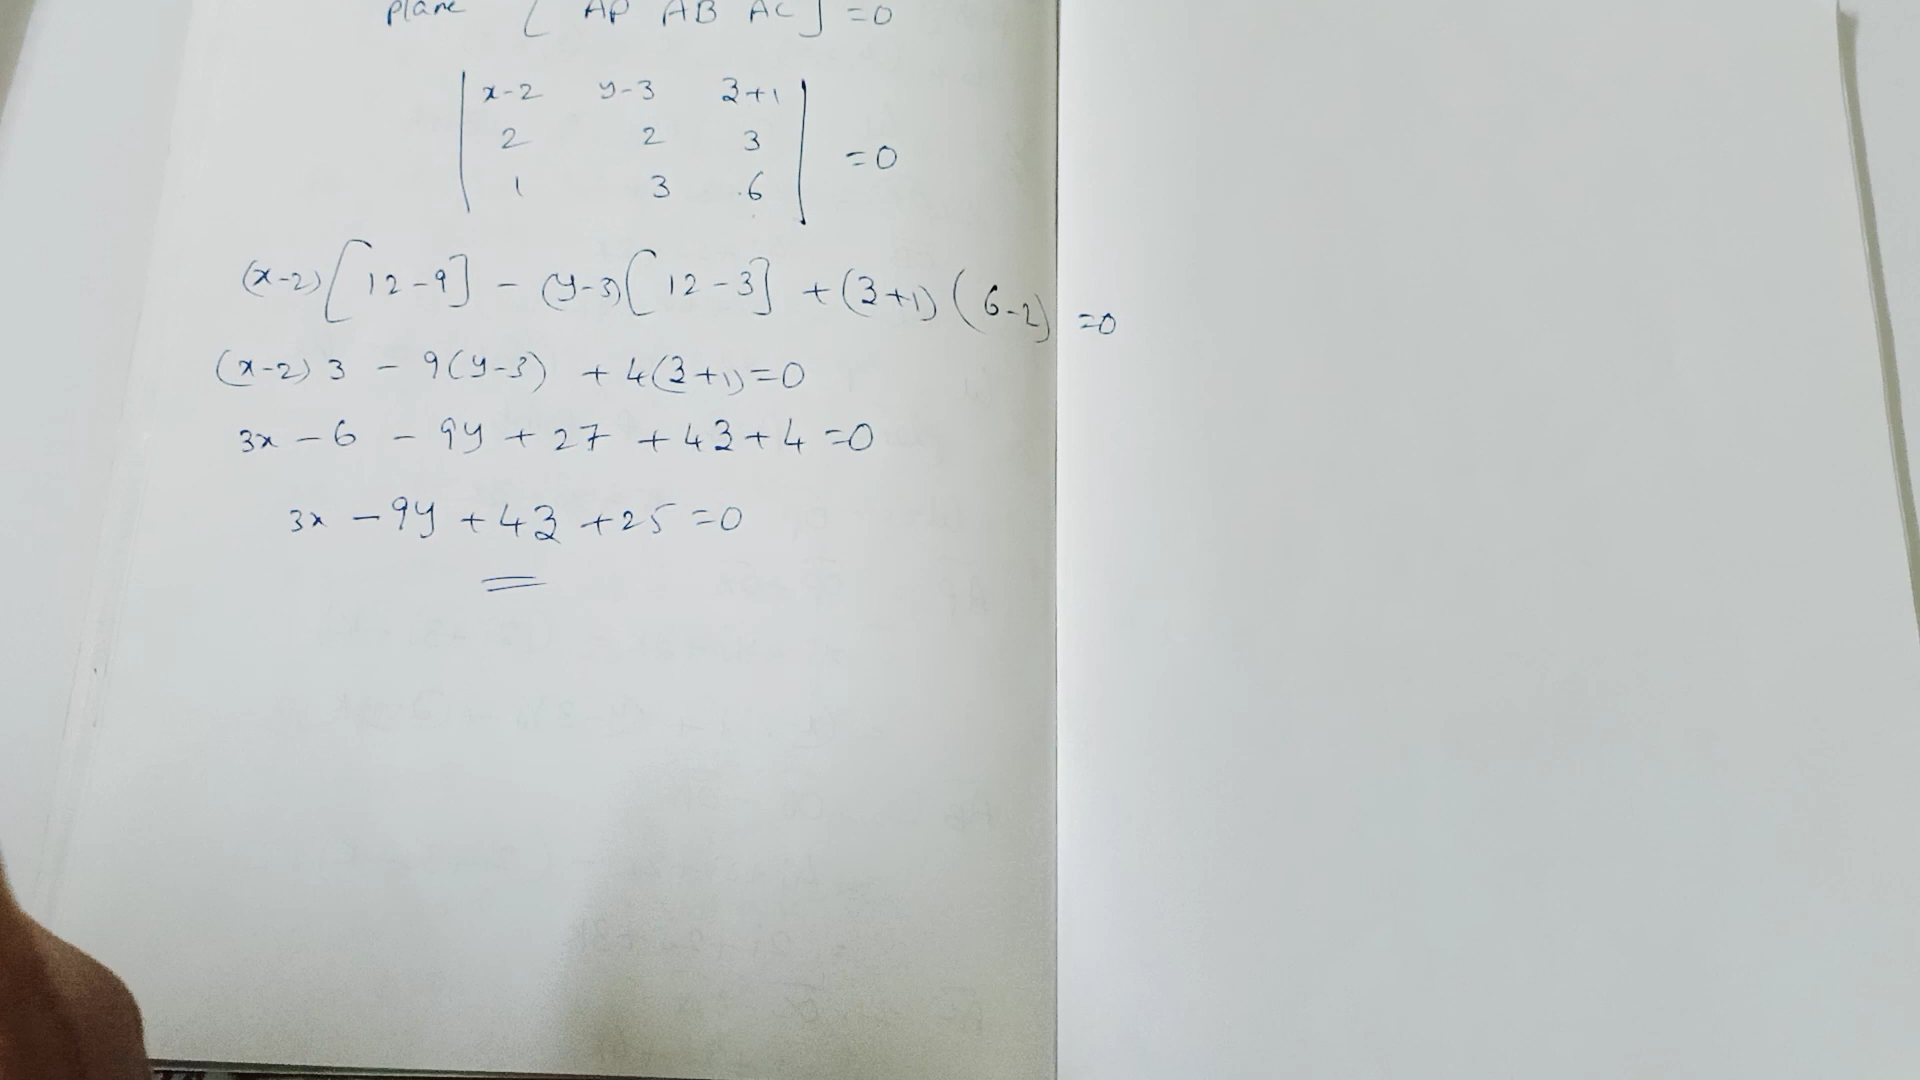 plane [ AP AB AC ] =0
| x-2 y-3 z+1 |
| 2 2 3 | =0
| 1 3 6 |
(x-2) [ 12-9 ] - (y-3) [ 12-3 ] + (z+1) ( 6-2 ) =0
(x-2) 3 - 9(y-3) + 4(z+1) =0
3x - 6 - 9y + 27 + 4z + 4 =0
3x - 9y + 4z + 25 =0